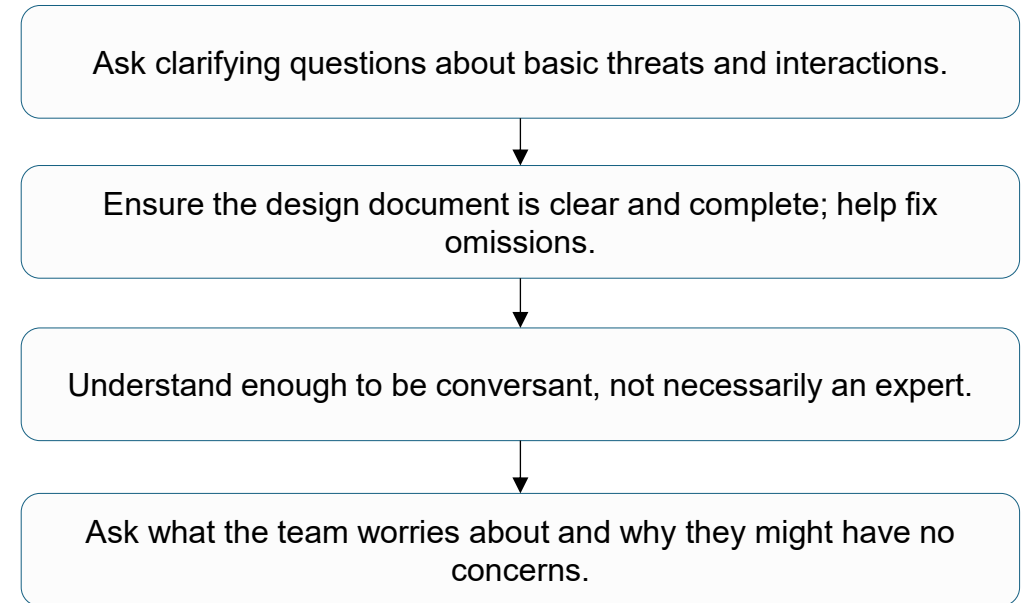 Ask clarifying questions about basic threats and interactions.
Ensure the design document is clear and complete; help fix
omissions.
Understand enough to be conversant, not necessarily an expert.
Ask what the team worries about and why they might have no
concerns.